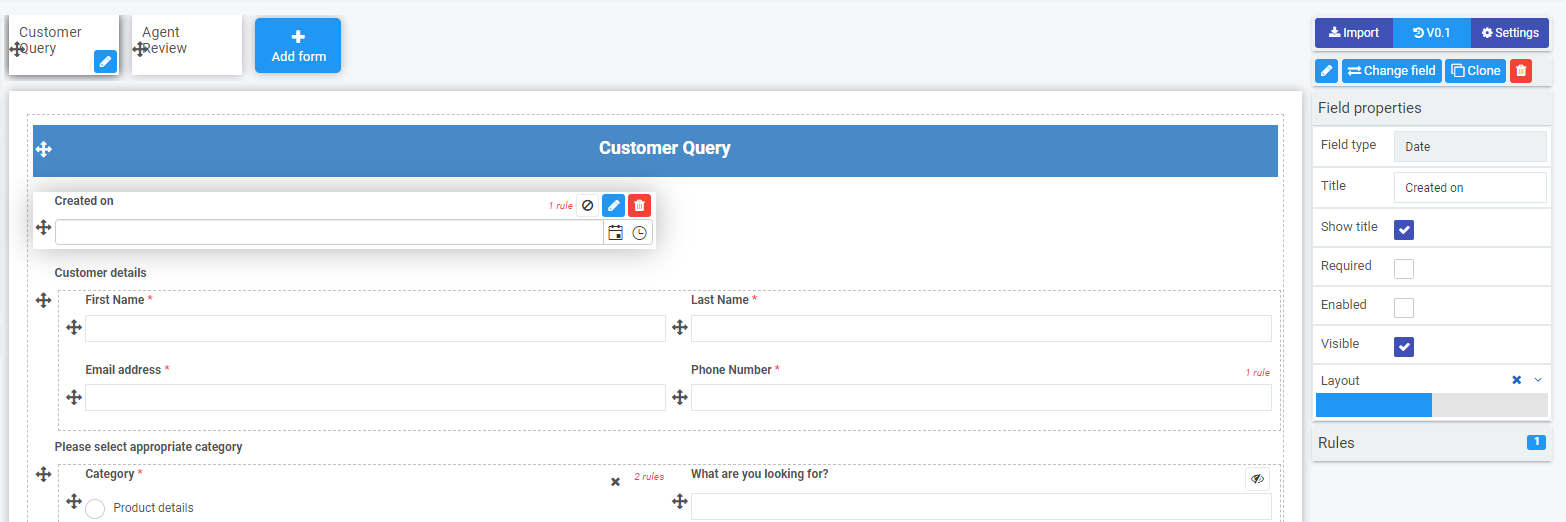 Customer
Query
Agent
Review
Add form
Import
V0.1
Settings
Change field
Clone
Customer Query
Created on
1 rule
Customer details
First Name *
Last Name *
Email address *
Phone Number *
1 rule
Please select appropriate category
Category *
2 rules
What are you looking for?
Product details
Field properties
Field type
Date
Title
Created on
Show title
Required
Enabled
Visible
Layout
Rules
1